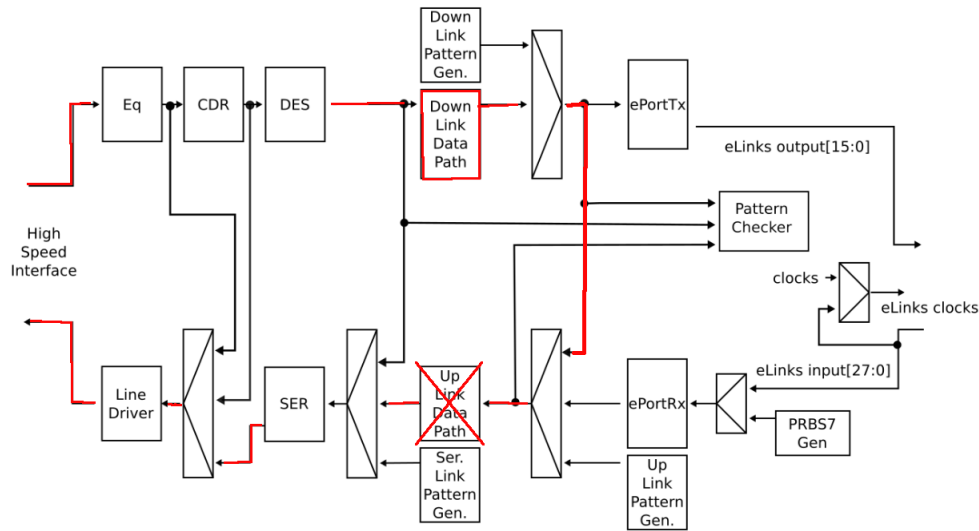 Down
Link
Pattern
Gen.
Eq
CDR
DES
Down
Link
Data
Path
ePortTx
eLinks output[15:0]
High
Speed
Interface
Pattern
Checker
clocks
eLinks clocks
Line
Driver
SER
Up
Link
Data
Path
ePortRx
eLinks input[27:0]
PRBS7
Gen
Ser.
Link
Pattern
Gen.
Up
Link
Pattern
Gen.